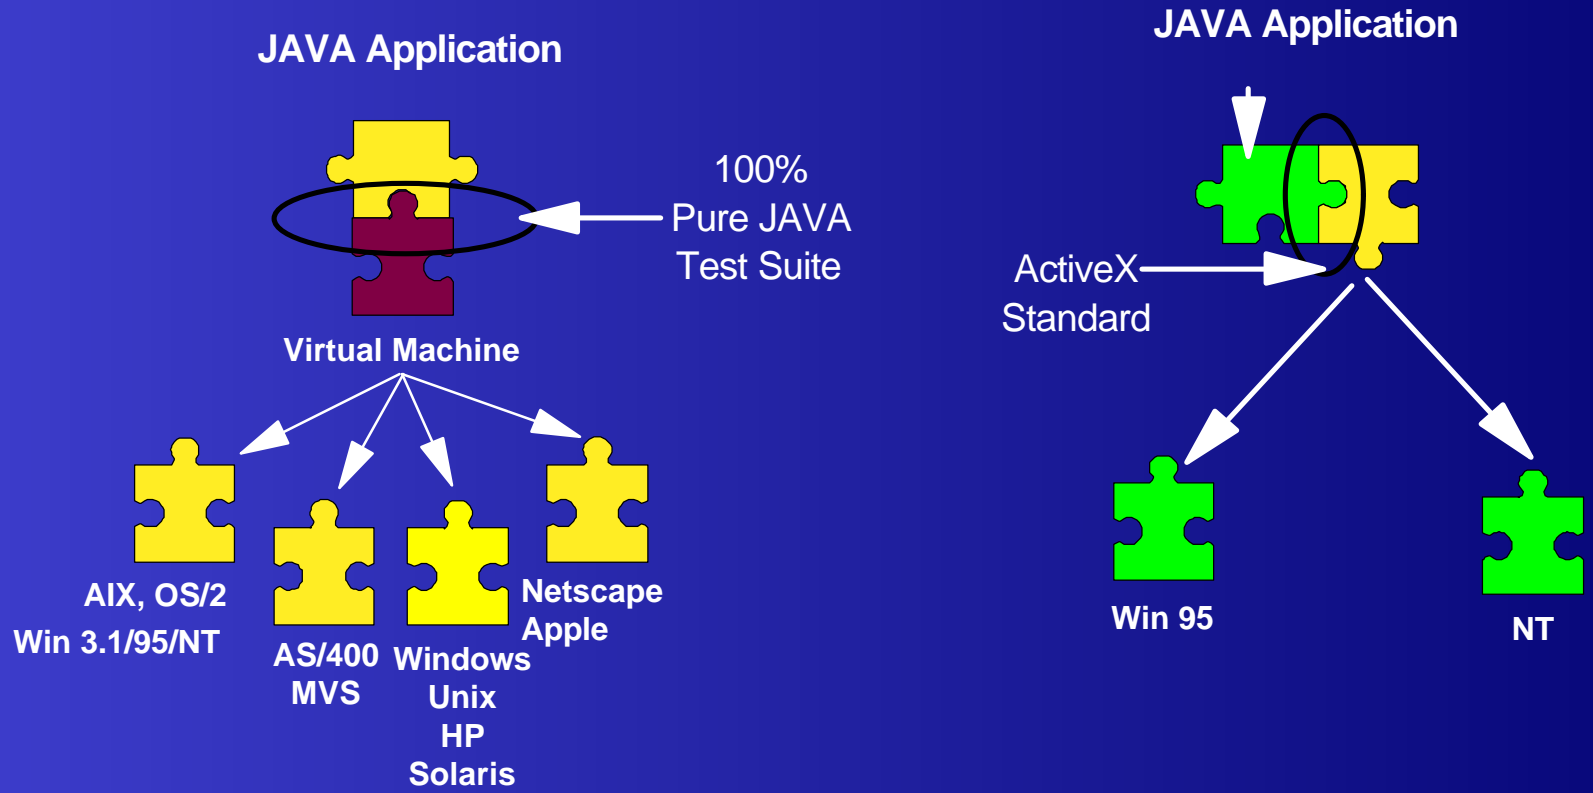 JAVA Application
100%
Pure JAVA
Test Suite
Virtual Machine
AIX, OS/2
Win 3.1/95/NT
AS/400
MVS
Windows
Unix
HP
Solaris
Netscape
Apple
JAVA Application
ActiveX
Standard
Win 95
NT